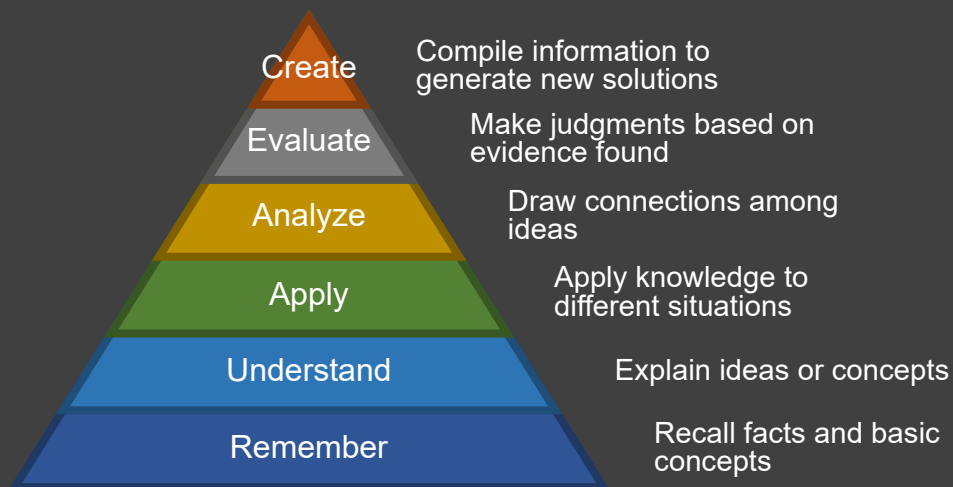 Create
Compile information to
generate new solutions
Evaluate
Make judgments based on
evidence found
Analyze
Draw connections among
ideas
Apply
Apply knowledge to
different situations
Understand
Explain ideas or concepts
Remember
Recall facts and basic
concepts